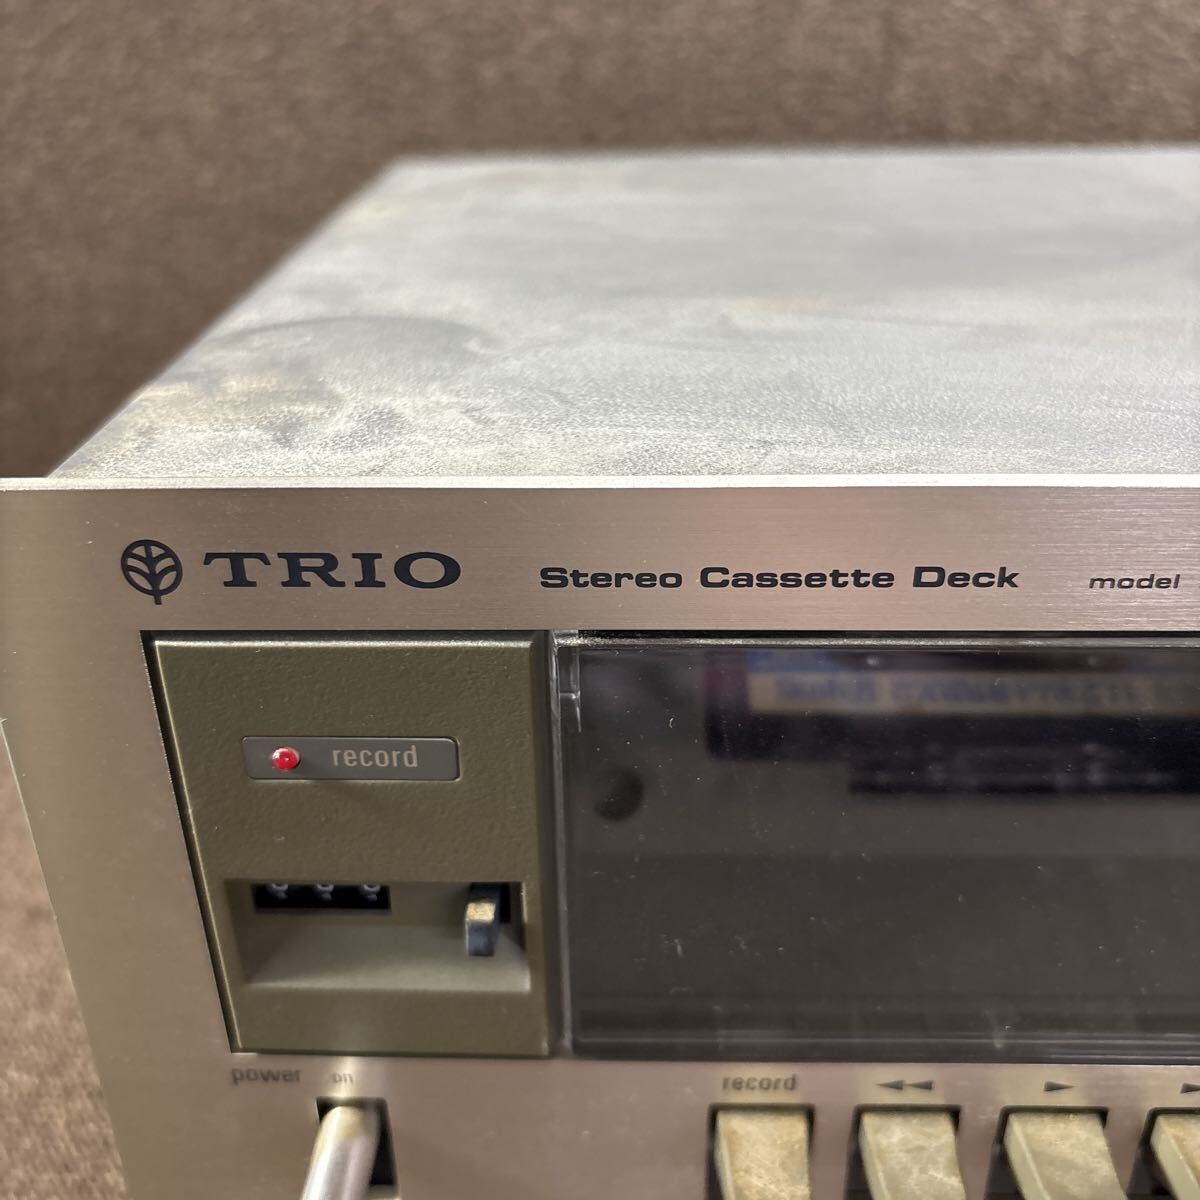 TRIO Stereo Cassette Deck model
record
power on
record